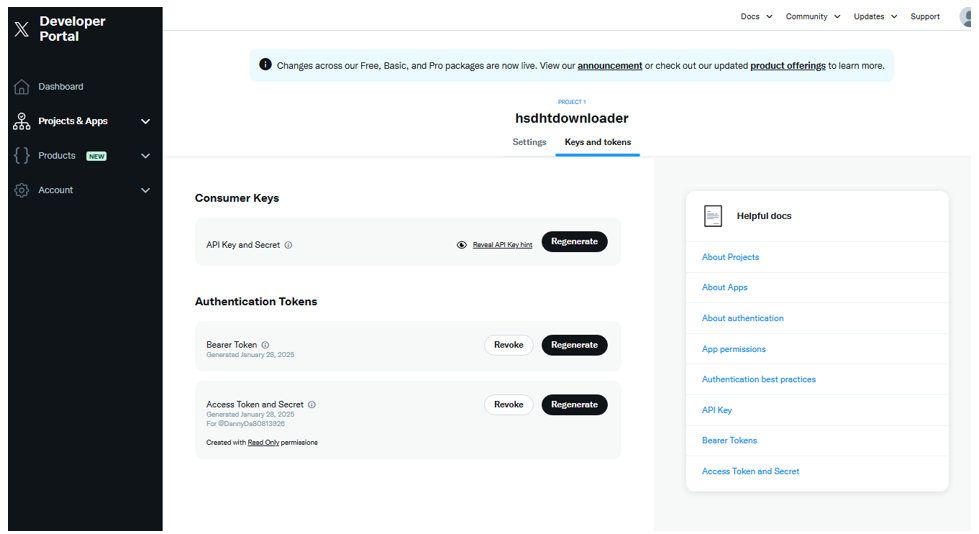 Developer
Portal
Docs
Community
Updates
Support
Dashboard
Projects & Apps
Products NEW
Account
Changes across our Free, Basic, and Pro packages are now live. View our announcement or check out our updated product offerings to learn more.
PROJECT 1
hsdhtdownloader
Settings
Keys and tokens
Consumer Keys
API Key and Secret
Reveal API Key hint
Regenerate
Authentication Tokens
Bearer Token
Generated January 28, 2025
Revoke
Regenerate
Access Token and Secret
Generated January 28, 2025
For @DannyDa80813926
Created with Read Only permissions
Revoke
Regenerate
Helpful docs
About Projects
About Apps
About authentication
App permissions
Authentication best practices
API Key
Bearer Tokens
Access Token and Secret